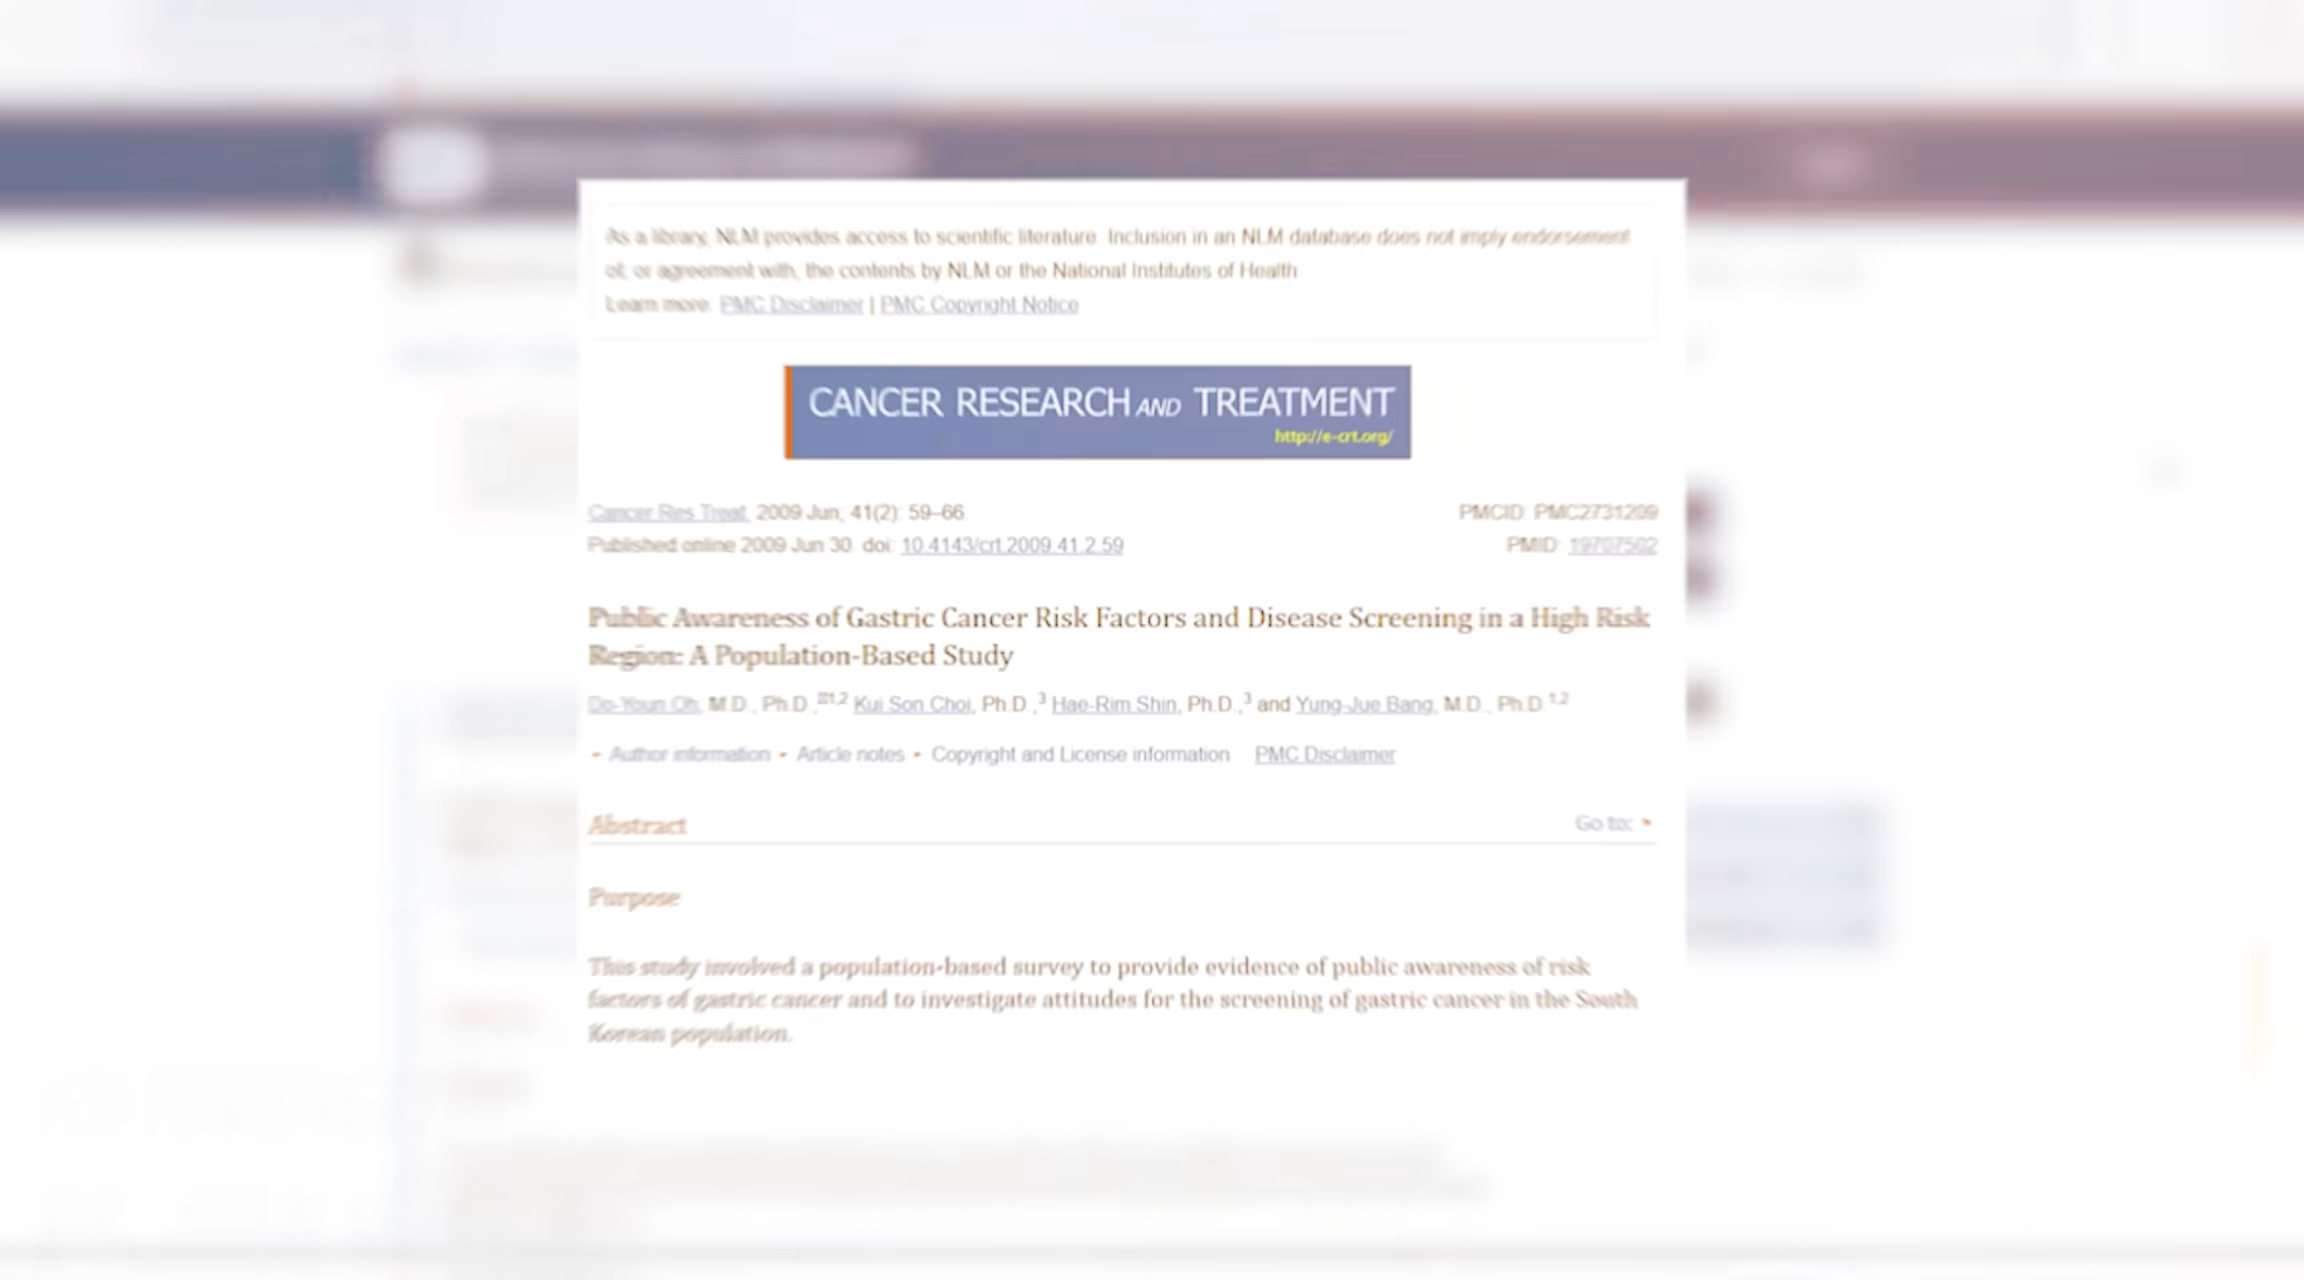 As a library, NLM provides access to scientific literature. Inclusion in an NLM database does not imply endorsement
of, or agreement with, the contents by NLM or the National Institutes of Health
Learn more: PMC Disclaimer | PMC Copyright Notice
CANCER RESEARCH AND TREATMENT
http://e-crt.org/
Cancer Res Treat. 2009 Jun; 41(2): 59–66.
PMCID: PMC2731209
Published online 2009 Jun 30. doi: 10.4143/crt.2009.41.2.59
PMID: 19707502
Public Awareness of Gastric Cancer Risk Factors and Disease Screening in a High Risk
Region: A Population-Based Study
Do-Youn Oh, M.D., Ph.D.,1,2 Kui Son Choi, Ph.D.,3 Hae-Rim Shin, Ph.D.,3 and Yung-Jue Bang, M.D., Ph.D.1,2
Author information Article notes Copyright and License information PMC Disclaimer
Abstract
Go to:
Purpose
This study involved a population-based survey to provide evidence of public awareness of risk
factors of gastric cancer and to investigate attitudes for the screening of gastric cancer in the South
Korean population.